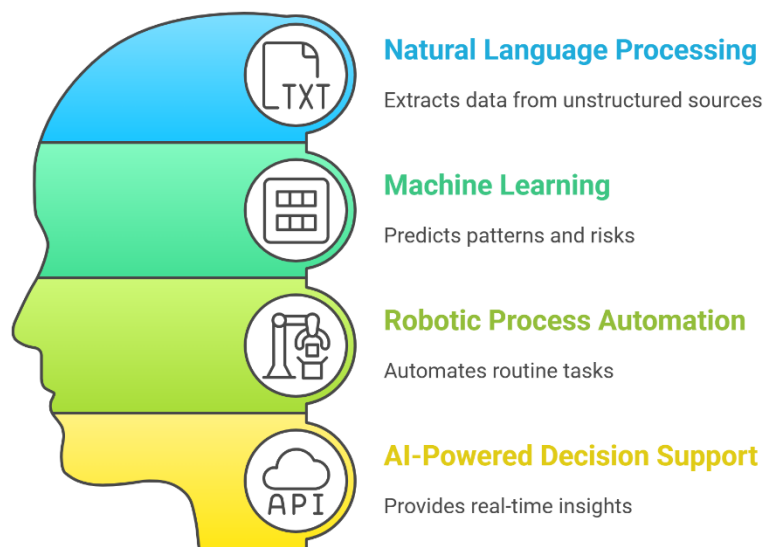 TXT
Natural Language Processing
Extracts data from unstructured sources
Machine Learning
Predicts patterns and risks
Robotic Process Automation
Automates routine tasks
API
AI-Powered Decision Support
Provides real-time insights